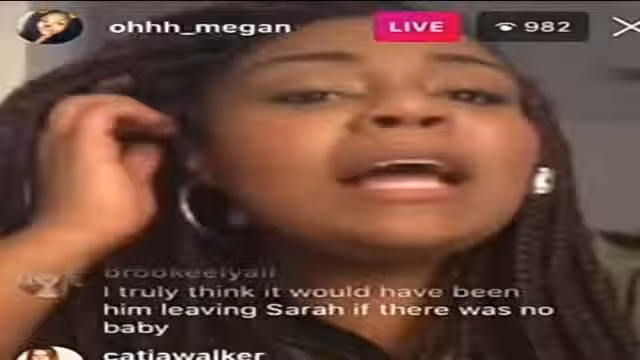 ohhh_megan
LIVE
982
brookeelyall
I truly think it would have been
him leaving Sarah if there was no
baby
catiawalker